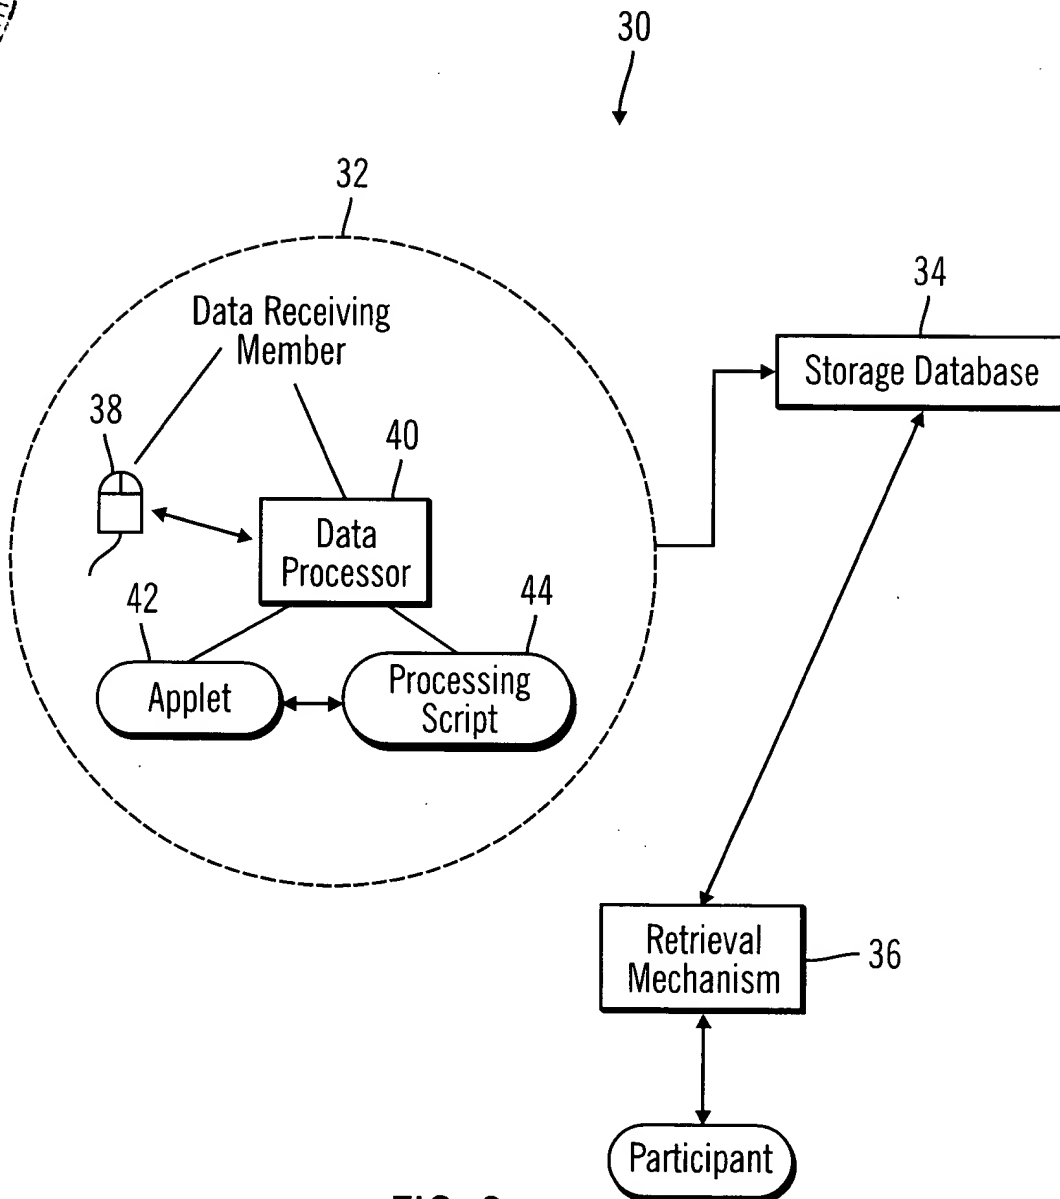 30
32
34
Data Receiving
Member
Storage Database
38
40
Data
Processor
42
44
Applet
Processing
Script
Retrieval
Mechanism
36
Participant